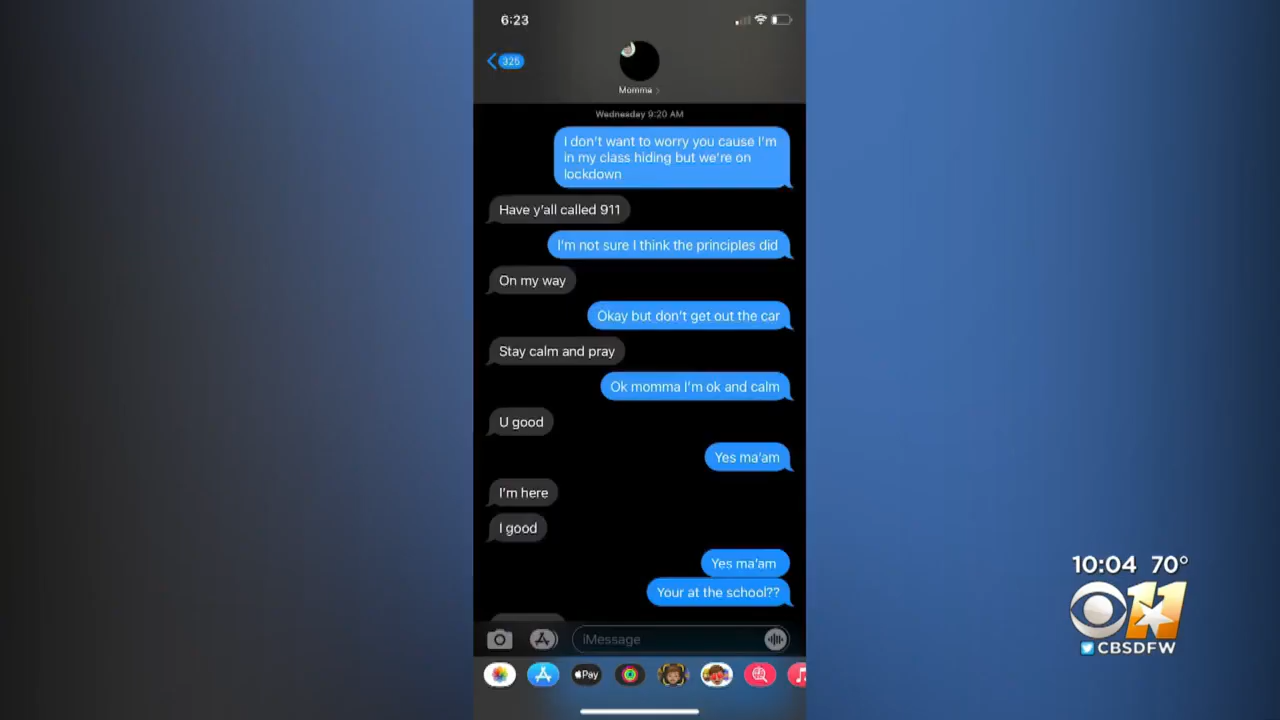 6:23
325
Momma
Wednesday 9:20 AM
I don't want to worry you cause I'm
in my class hiding but we're on
lockdown
Have y'all called 911
I'm not sure I think the principles did
On my way
Okay but don't get out the car
Stay calm and pray
Ok momma I'm ok and calm
U good
Yes ma'am
I'm here
I good
Yes ma'am
Your at the school??
iMessage
Pay
10:04 70°
11
CBSDFW